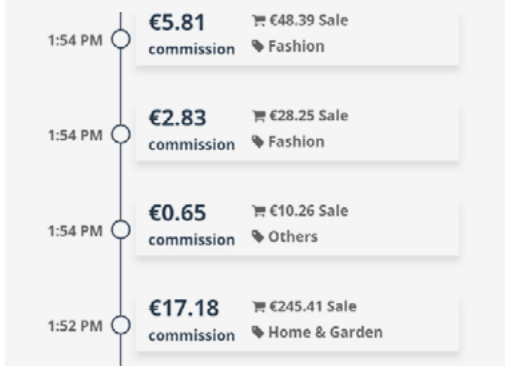 €5.81
€48.39 Sale
1:54 PM
commission
Fashion
€2.83
€28.25 Sale
1:54 PM
commission
Fashion
€0.65
€10.26 Sale
1:54 PM
commission
Others
€17.18
€245.41 Sale
1:52 PM
commission
Home & Garden